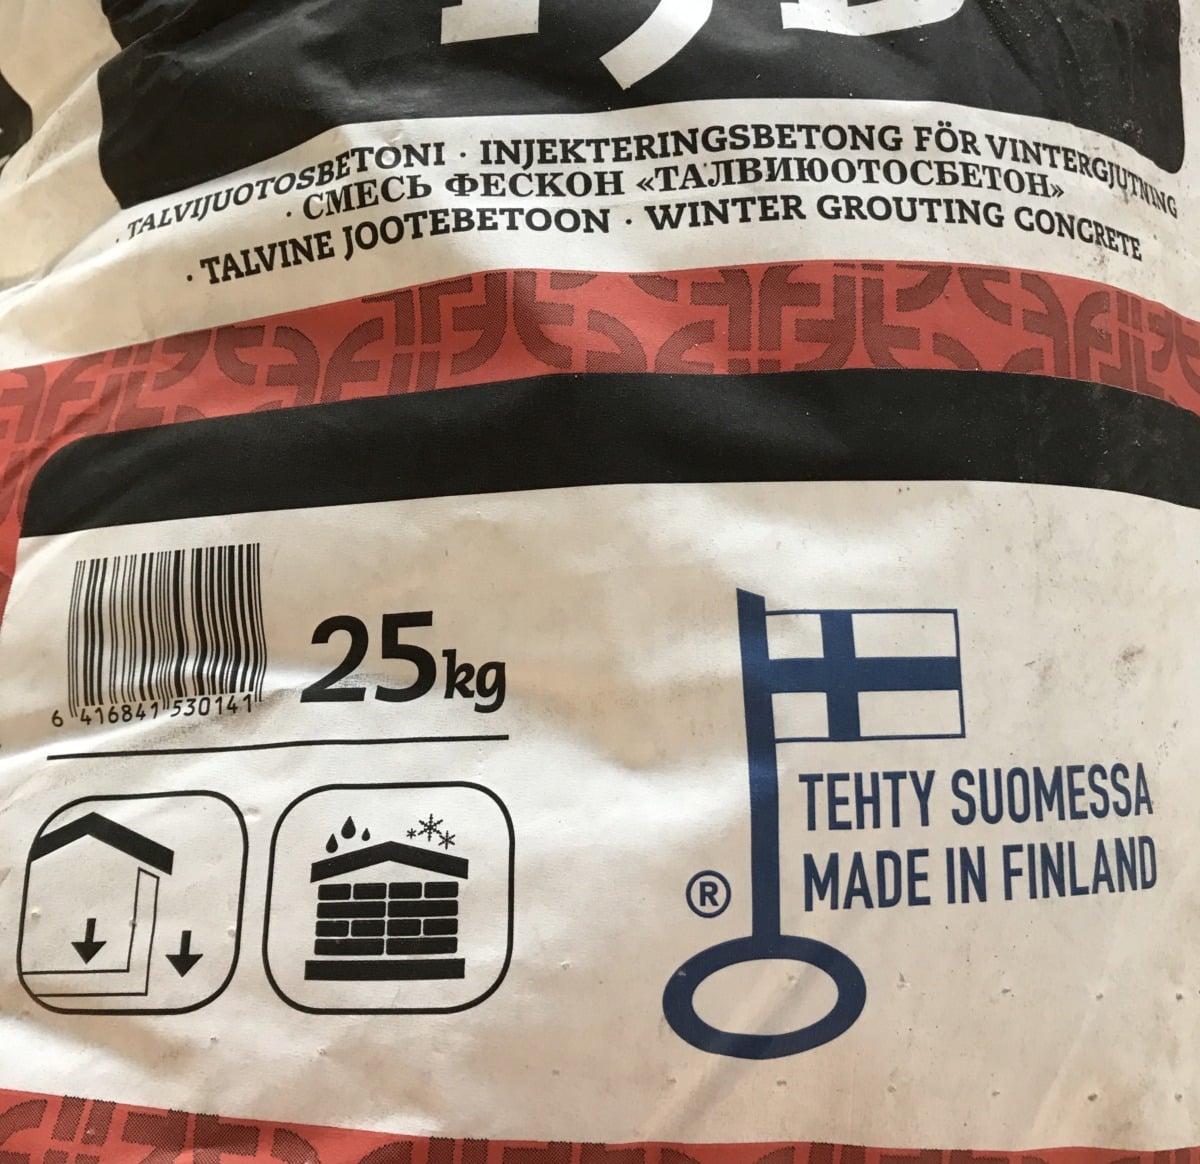 · TALVIJUOTOSBETONI · INJEKTERINGSBETONG FÖR VINTERGJUTNING
· СМЕСЬ ФЕСКОН «ТАЛВИЮОТОСБЕТОН»
· TALVINE JOOTEBETOON · WINTER GROUTING CONCRETE
25kg
6 416841 530141
TEHTY SUOMESSA
MADE IN FINLAND
®